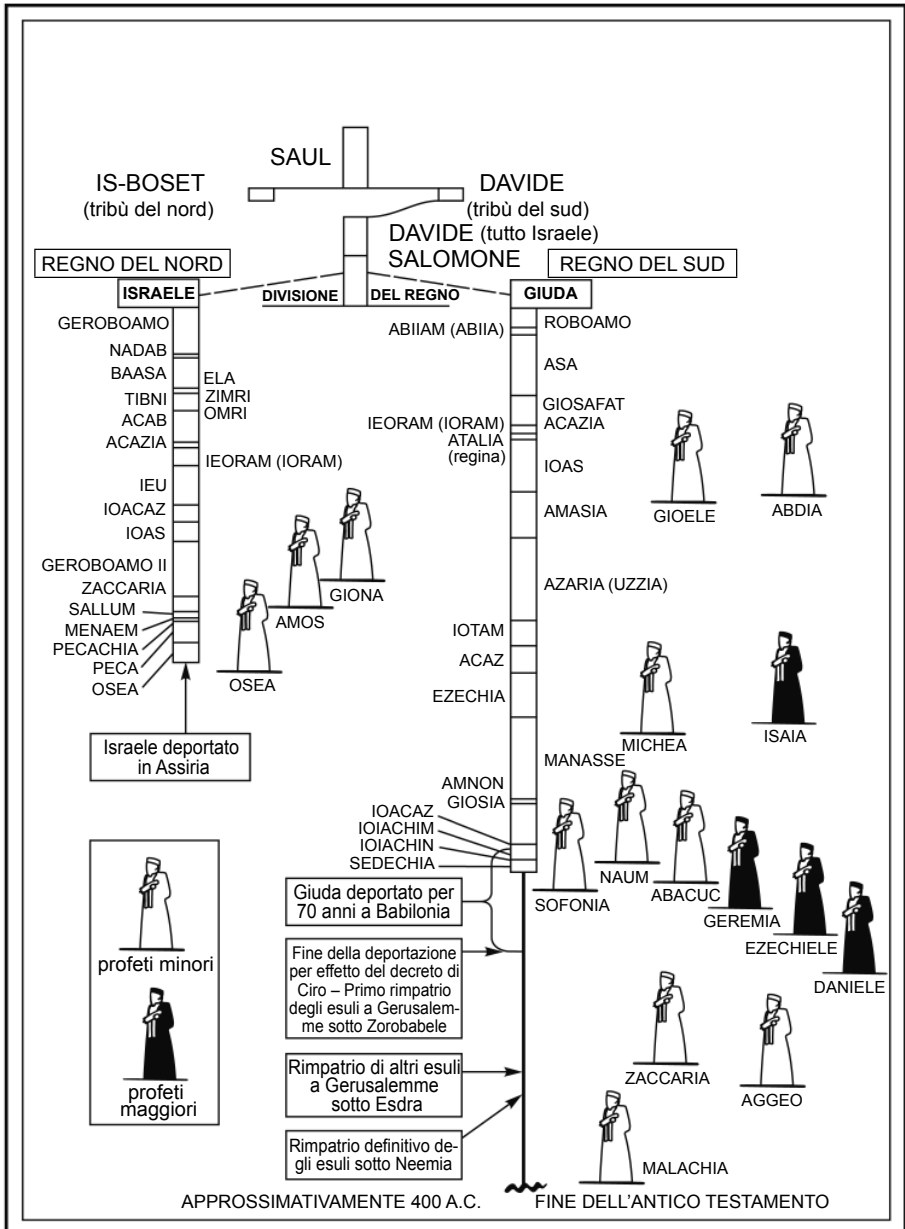 SAUL
IS-BOSET
(tribù del nord)
DAVIDE
(tribù del sud)
DAVIDE (tutto Israele)
SALOMONE
REGNO DEL NORD
REGNO DEL SUD
ISRAELE
DIVISIONE DEL REGNO
GIUDA
GEROBOAMO
NADAB
BAASA
ELA
TIBNI
ZIMRI
ACAB
OMRI
ACAZIA
IEORAM (IORAM)
IEU
IOACAZ
IOAS
GEROBOAMO II
ZACCARIA
SALLUM
MENAEM
PECACHIA
PECA
OSEA
OSEA
AMOS
GIONA
Israele deportato
in Assiria
profeti minori
profeti
maggiori
ABIIAM (ABIIA)
ROBOAMO
ASA
GIOSAFAT
IEORAM (IORAM)
ACAZIA
ATALIA
(regina)
IOAS
AMASIA
AZARIA (UZZIA)
IOTAM
ACAZ
EZECHIA
MANASSE
AMNON
GIOSIA
IOACAZ
IOIACHIM
IOIACHIN
SEDECHIA
GIOELE
ABDIA
MICHEA
ISAIA
SOFONIA
NAUM
ABACUC
GEREMIA
EZECHIELE
DANIELE
Giuda deportato per
70 anni a Babilonia
Fine della deportazione
per effetto del decreto di
Ciro – Primo rimpatrio
degli esuli a Gerusalem-
me sotto Zorobabele
Rimpatrio di altri esuli
a Gerusalemme
sotto Esdra
Rimpatrio definitivo de-
gli esuli sotto Neemia
ZACCARIA
AGGEO
MALACHIA
APPROSSIMATIVAMENTE 400 A.C.
FINE DELL'ANTICO TESTAMENTO